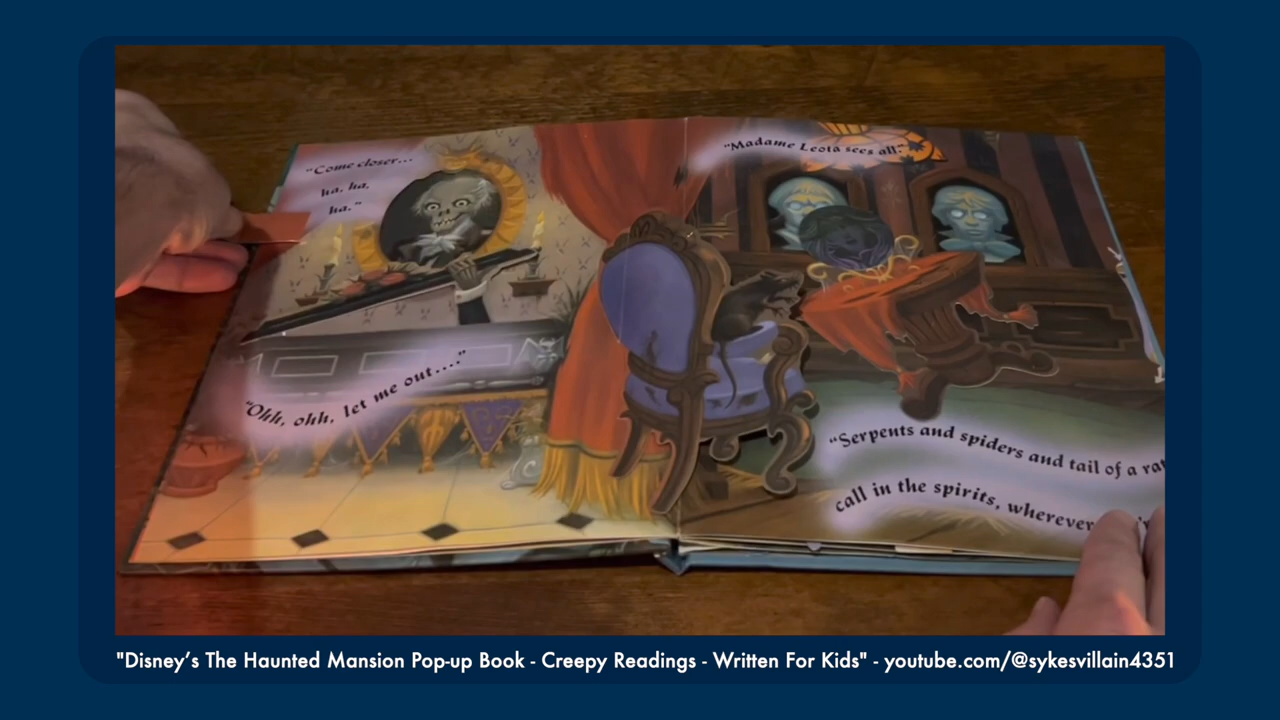 "Come closer...
ha, ha,
ha."
"Ohh, ohh, let me out...."
"Madame Leota sees all."
"Serpents and spiders and tail of a rat
call in the spirits, wherever
"Disney’s The Haunted Mansion Pop-up Book - Creepy Readings - Written For Kids" - youtube.com/@sykesvillain4351